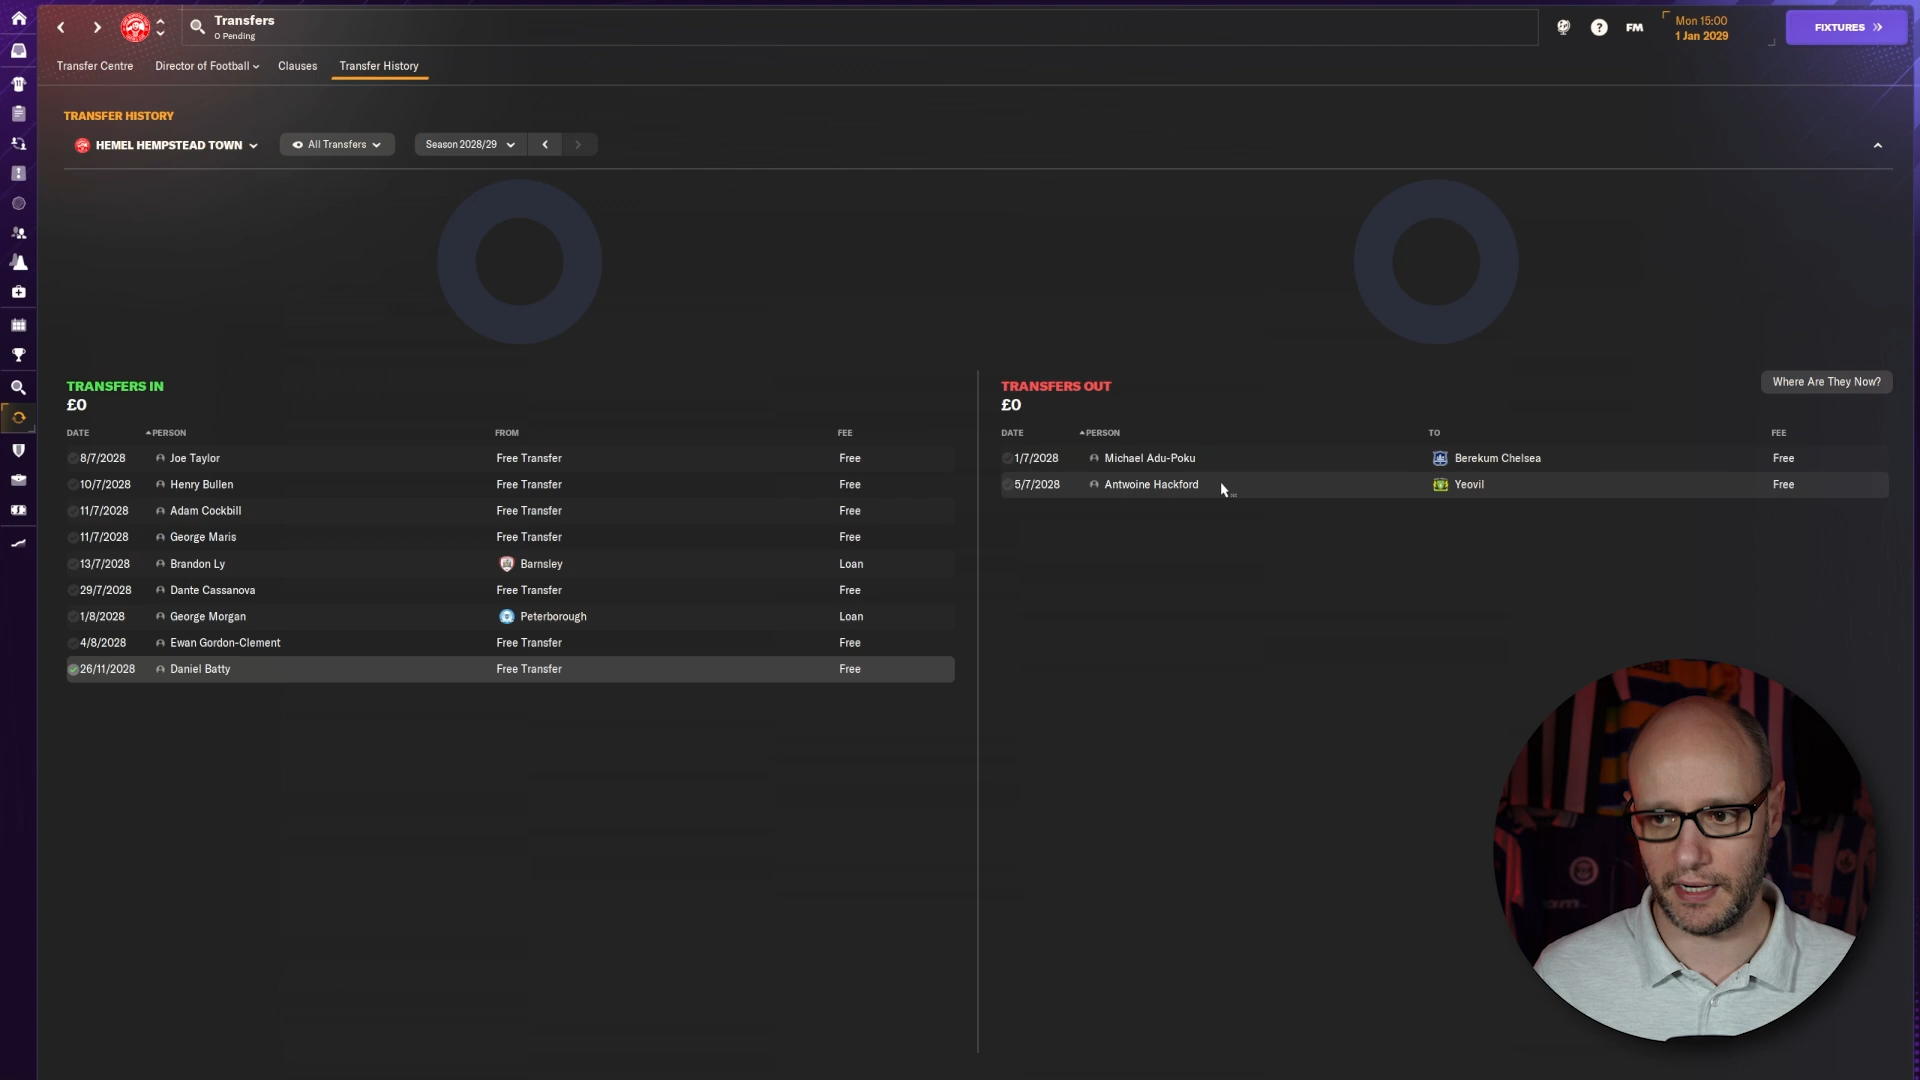 Transfers
0 Pending
FM
Mon 15:00
1 Jan 2029
FIXTURES
Transfer Centre
Director of Football
Clauses
Transfer History
TRANSFER HISTORY
HEMEL HEMPSTEAD TOWN
All Transfers
Season 2028/29
TRANSFERS IN
£0
DATE PERSON FROM FEE
8/7/2028 Joe Taylor Free Transfer Free
10/7/2028 Henry Bullen Free Transfer Free
11/7/2028 Adam Cockbill Free Transfer Free
11/7/2028 George Maris Free Transfer Free
13/7/2028 Brandon Ly Barnsley Loan
29/7/2028 Dante Cassanova Free Transfer Free
1/8/2028 George Morgan Peterborough Loan
4/8/2028 Ewan Gordon-Clement Free Transfer Free
26/11/2028 Daniel Batty Free Transfer Free
TRANSFERS OUT
£0
Where Are They Now?
DATE PERSON TO FEE
1/7/2028 Michael Adu-Poku Berekum Chelsea Free
5/7/2028 Antwoine Hackford Yeovil Free